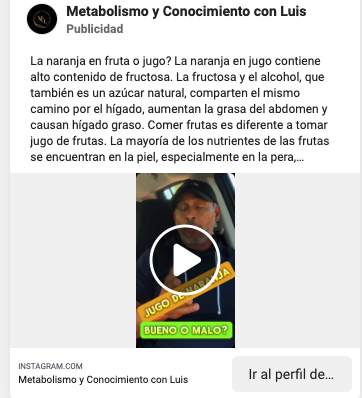 Metabolismo y Conocimiento con Luis
Publicidad
La naranja en fruta o jugo? La naranja en jugo contiene
alto contenido de fructosa. La fructosa y el alcohol, que
también es un azúcar natural, comparten el mismo
camino por el hígado, aumentan la grasa del abdomen y
causan hígado graso. Comer frutas es diferente a tomar
jugo de frutas. La mayoría de los nutrientes de las frutas
se encuentran en la piel, especialmente en la pera,...
JUGO DE NARANJA
BUENO O MALO?
INSTAGRAM.COM
Metabolismo y Conocimiento con Luis
Ir al perfil de...